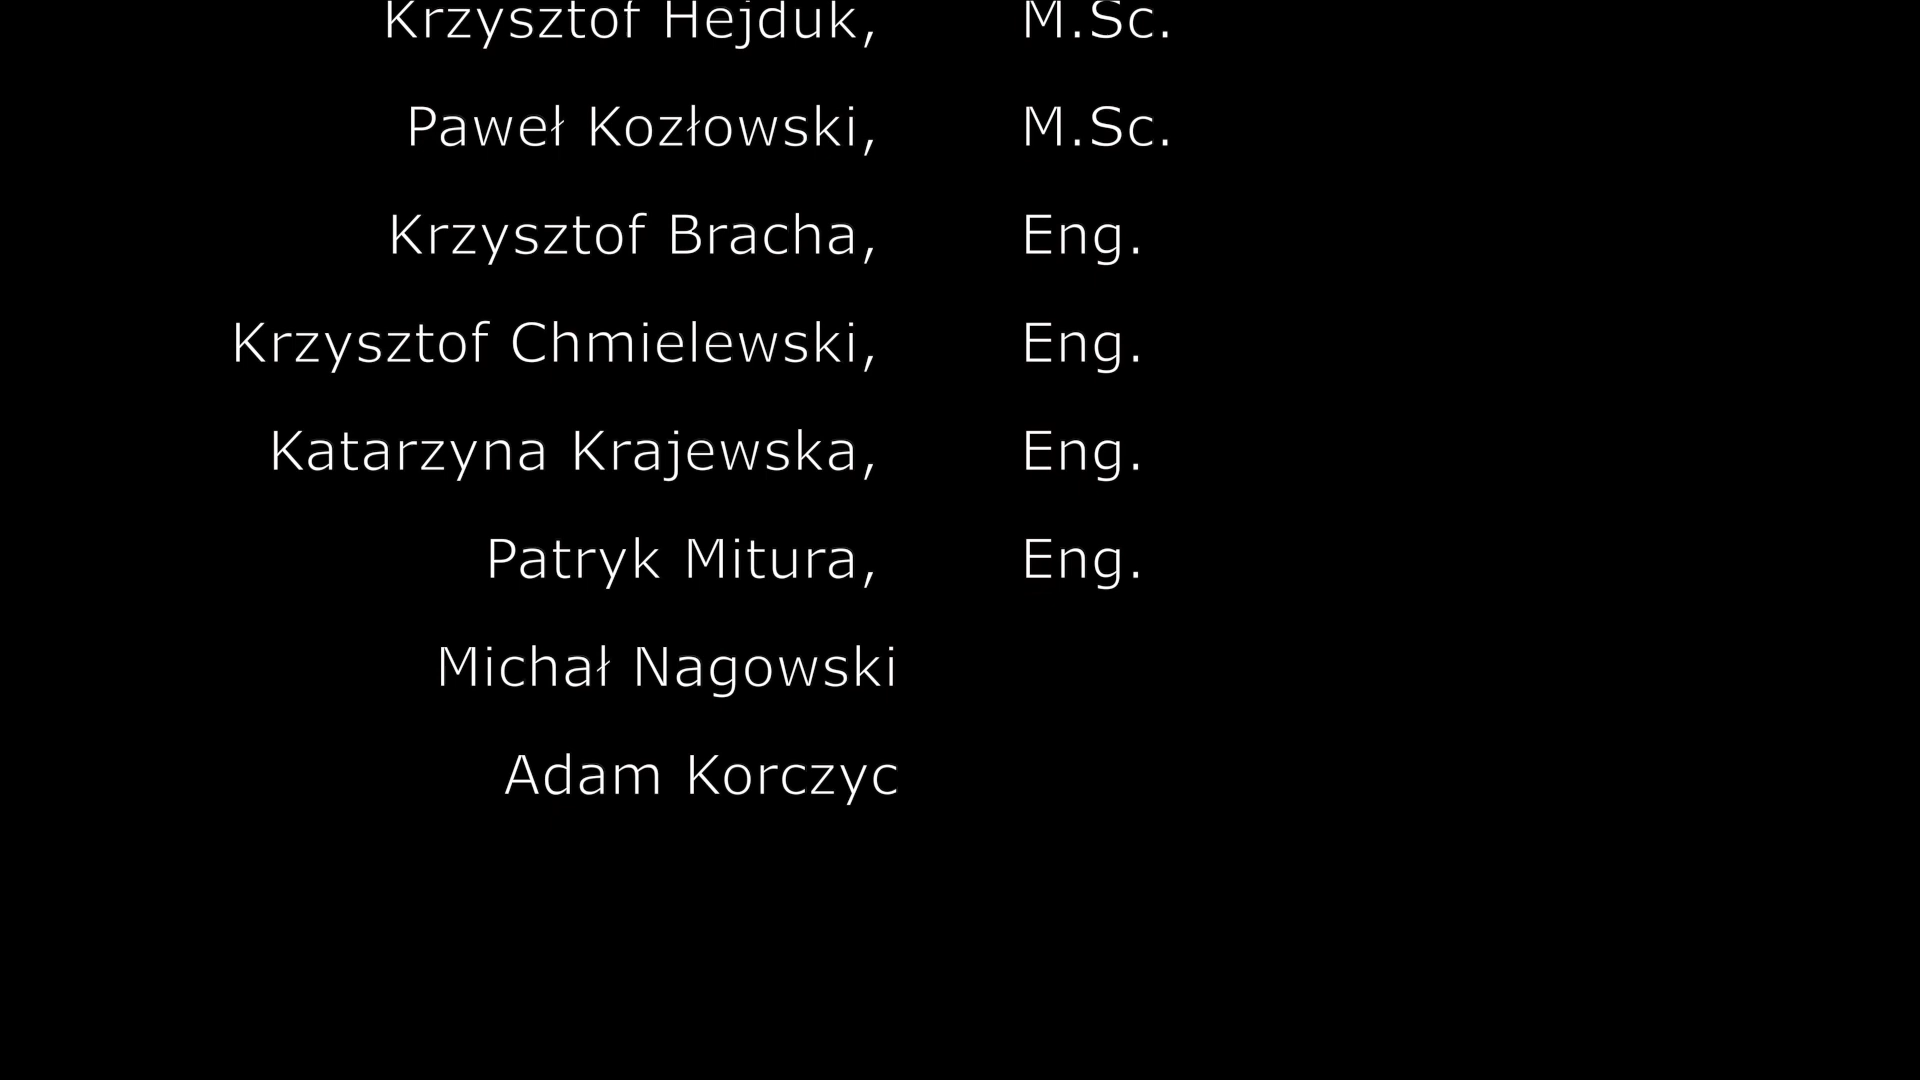 Krzysztof Hejduk, M.Sc.
Paweł Kozłowski, M.Sc.
Krzysztof Bracha, Eng.
Krzysztof Chmielewski, Eng.
Katarzyna Krajewska, Eng.
Patryk Mitura, Eng.
Michał Nagowski
Adam Korczyc